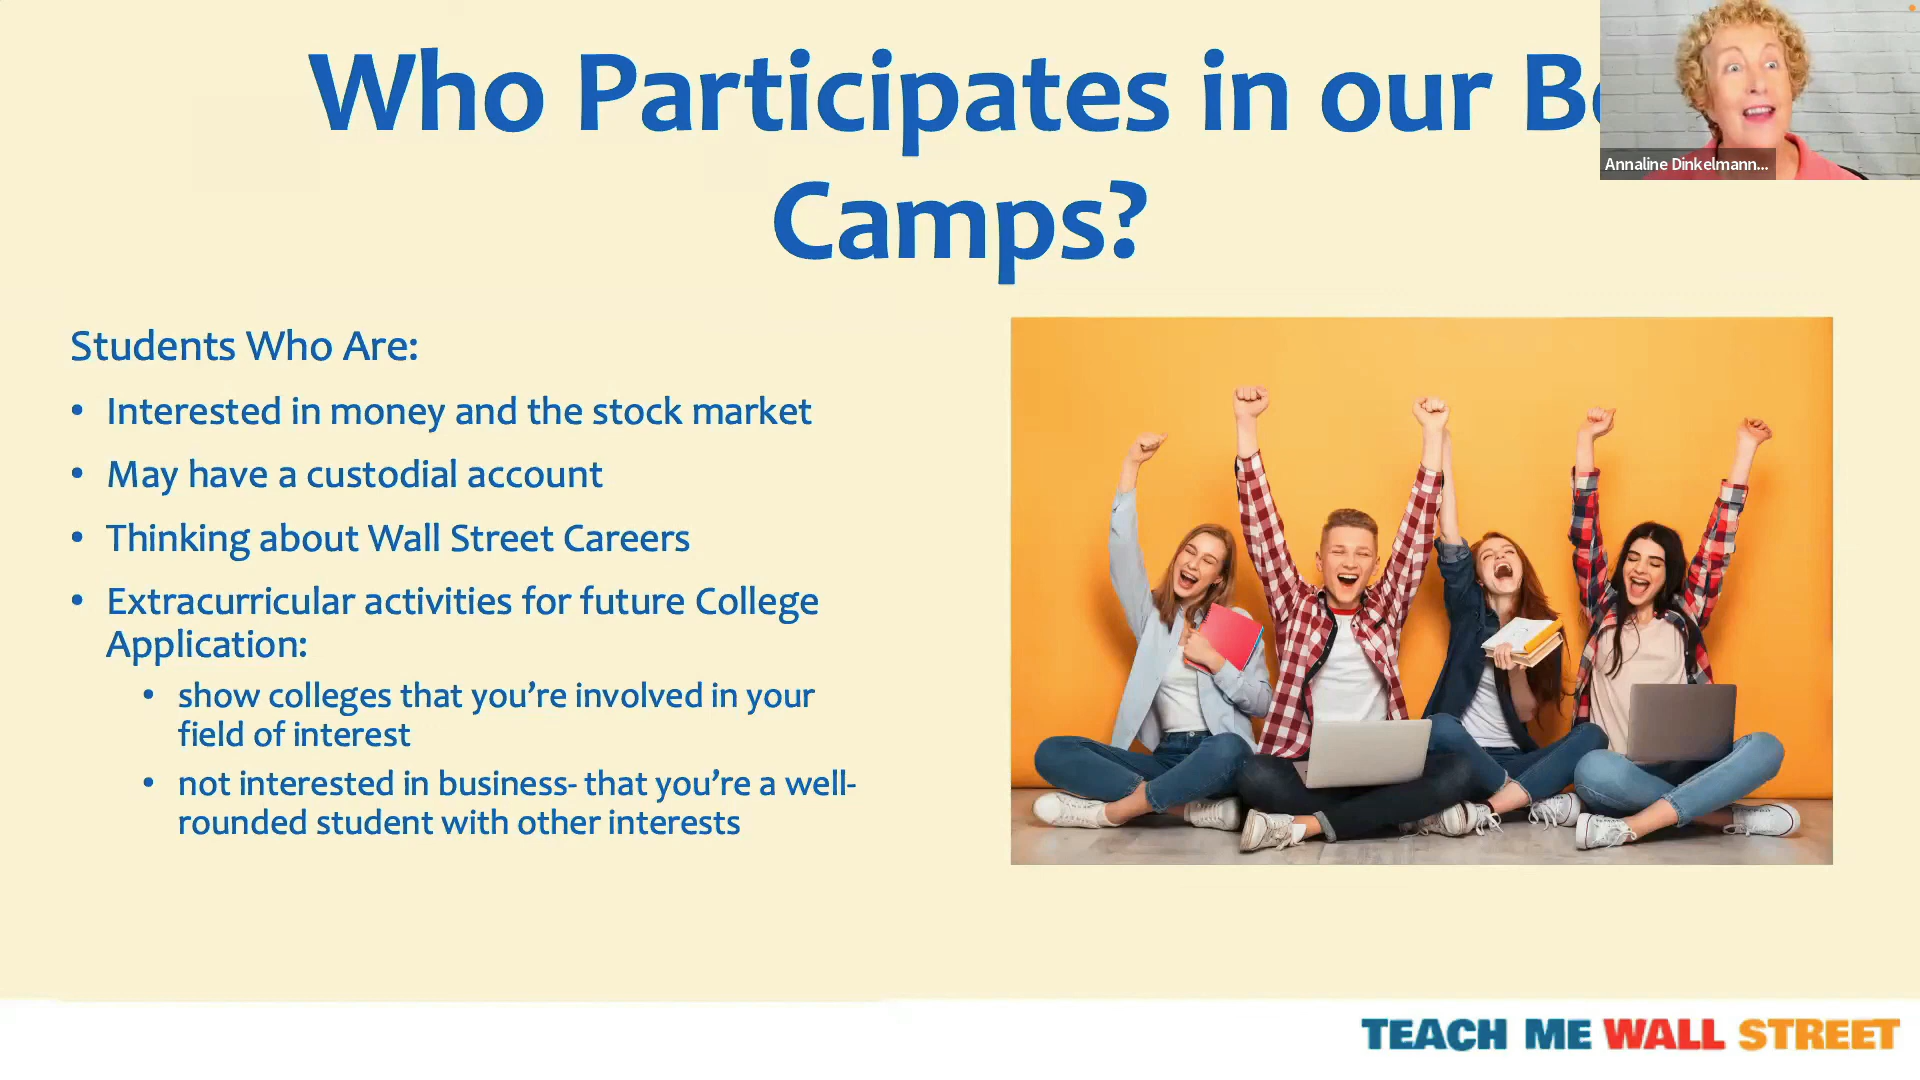 Who Participates in our
Camps?
Annaline Dinkelmann...
Students Who Are:
• Interested in money and the stock market
• May have a custodial account
• Thinking about Wall Street Careers
• Extracurricular activities for future College
Application:
• show colleges that you're involved in your
field of interest
• not interested in business- that you're a well-
rounded student with other interests
TEACH ME WALL STREET